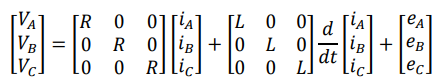 [V_A; V_B; V_C] = [R 0 0; 0 R 0; 0 0 R] [i_A; i_B; i_C] + [L 0 0; 0 L 0; 0 0 L] d/dt [i_A; i_B; i_C] + [e_A; e_B; e_C]